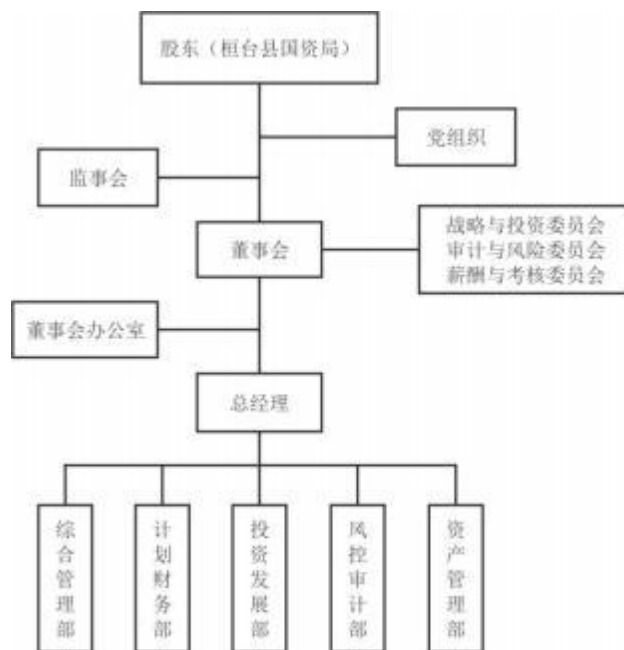 股东（桓台县国资局）
党组织
监事会
董事会
战略与投资委员会
审计与风险委员会
薪酬与考核委员会
董事会办公室
总经理
综合管理部
计划财务部
投资发展部
风控审计部
资产管理部